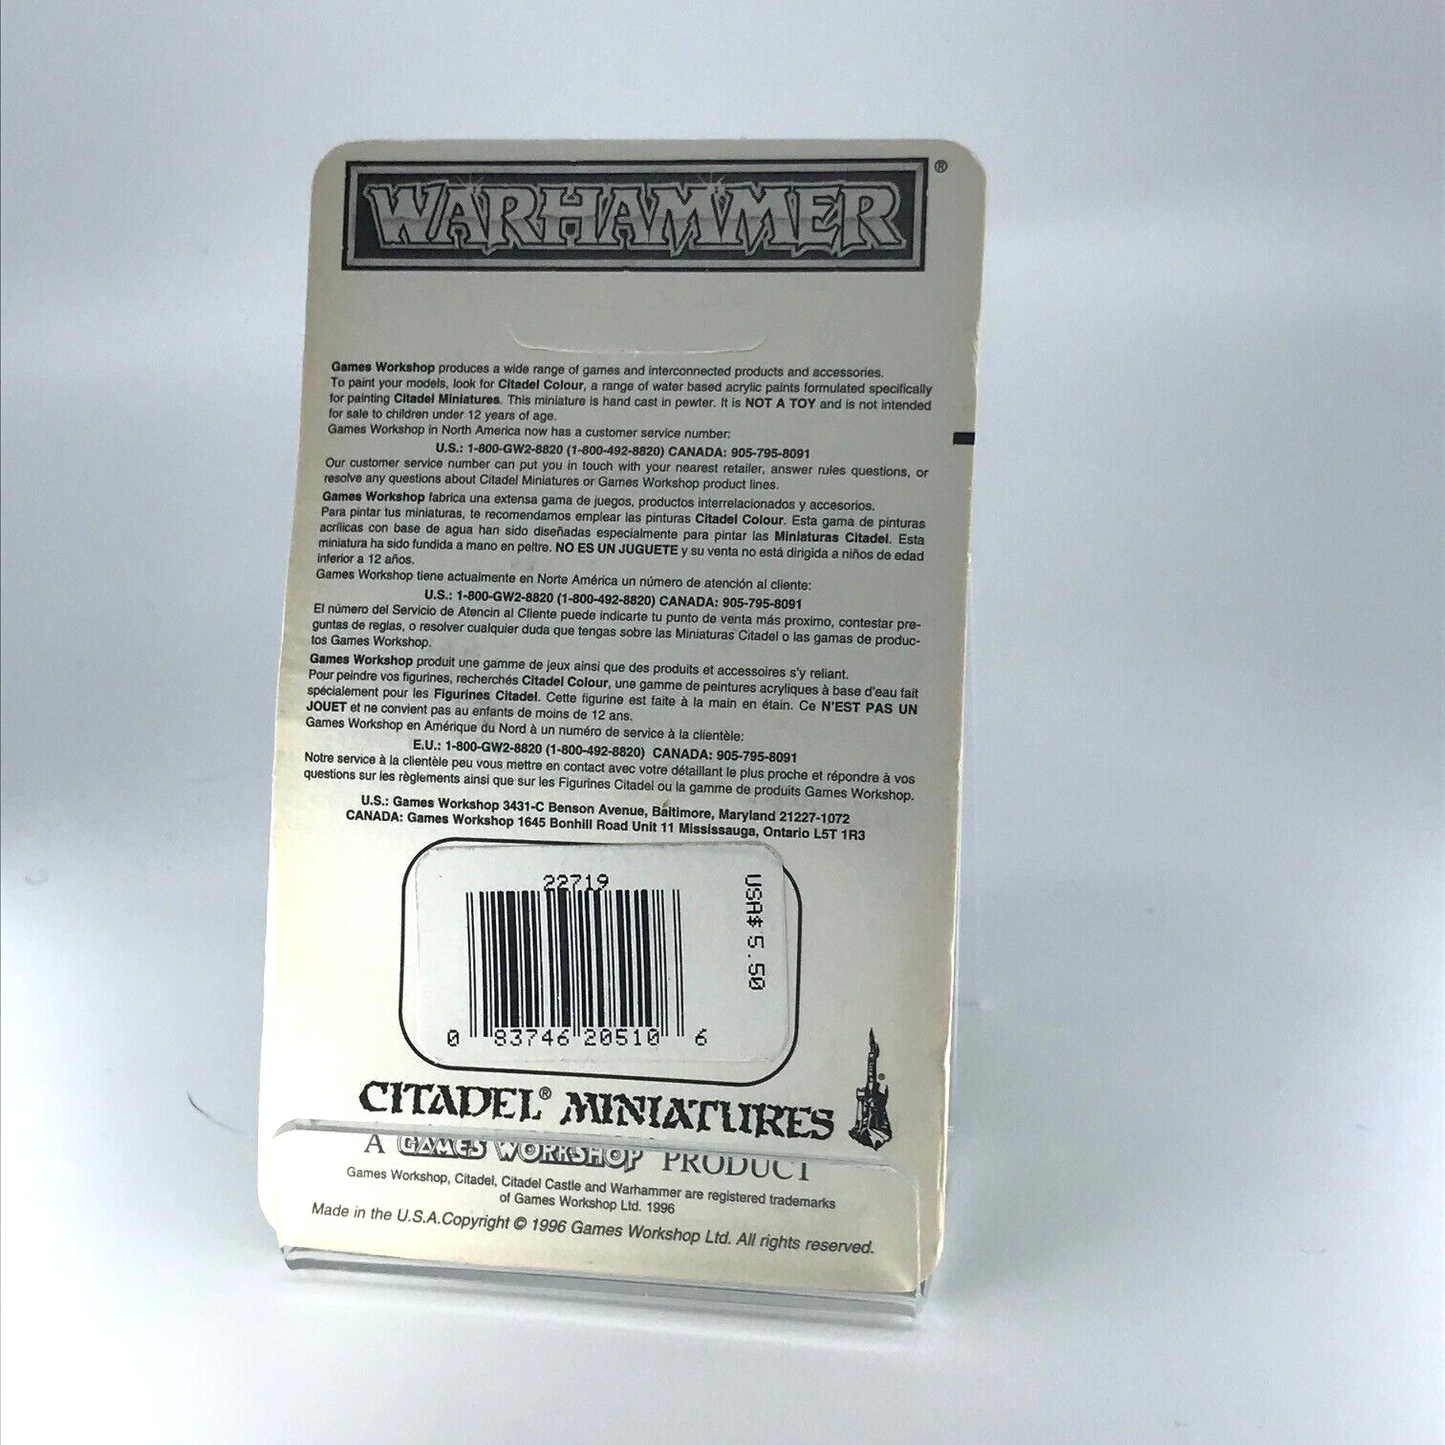 WARHAMMER®
Games Workshop produces a wide range of games and interconnected products and accessories.
To paint your models, look for Citadel Colour, a range of water based acrylic paints formulated specifically
for painting Citadel Miniatures. This miniature is hand cast in pewter. It is NOT A TOY and is not intended
for sale to children under 12 years of age.
Games Workshop in North America now has a customer service number:
U.S.: 1-800-GW2-8820 (1-800-492-8820) CANADA: 905-795-8091
Our customer service number can put you in touch with your nearest retailer, answer rules questions, or
resolve any questions about Citadel Miniatures or Games Workshop product lines.
Games Workshop fabrica una extensa gama de juegos, productos interrelacionados y accesorios.
Para pintar tus miniaturas, te recomendamos emplear las pinturas Citadel Colour. Esta gama de pinturas
acrílicas con base de agua han sido diseñadas especialmente para pintar las Miniaturas Citadel. Esta
miniatura ha sido fundida a mano en peltre. NO ES UN JUGUETE y su venta no está dirigida a niños de edad
inferior a 12 años.
Games Workshop tiene actualmente en Norte América un número de atención al cliente:
U.S.: 1-800-GW2-8820 (1-800-492-8820) CANADA: 905-795-8091
El número del Servicio de Atencin al Cliente puede indicarte tu punto de venta más proximo, contestar pre-
guntas de reglas, o resolver cualquier duda que tengas sobre las Miniaturas Citadel o las gamas de produc-
tos Games Workshop.
Games Workshop produit une gamme de jeux ainsi que des produits et accessoires s'y reliant.
Pour peindre vos figurines, recherchés Citadel Colour, une gamme de peintures acryliques à base d'eau fait
spécialement pour les Figurines Citadel. Cette figurine est faite à la main en étain. Ce N'EST PAS UN
JOUET et ne convient pas au enfants de moins de 12 ans.
Games Workshop en Amérique du Nord à un numéro de service à la clientèle:
E.U.: 1-800-GW2-8820 (1-800-492-8820) CANADA: 905-795-8091
Notre service à la clientèle peu vous mettre en contact avec votre détaillant le plus proche et répondre à vos
questions sur les règlements ainsi que sur les Figurines Citadel ou la gamme de produits Games Workshop.
U.S.: Games Workshop 3431-C Benson Avenue, Baltimore, Maryland 21227-1072
CANADA: Games Workshop 1645 Bonhill Road Unit 11 Mississauga, Ontario L5T 1R3
22719
USA$ 5.50
0 83746 20510 6
CITADEL® MINIATURES ®
A GAMES WORKSHOP PRODUCT
Games Workshop, Citadel, Citadel Castle and Warhammer are registered trademarks
of Games Workshop Ltd. 1996
Made in the U.S.A.Copyright © 1996 Games Workshop Ltd. All rights reserved.